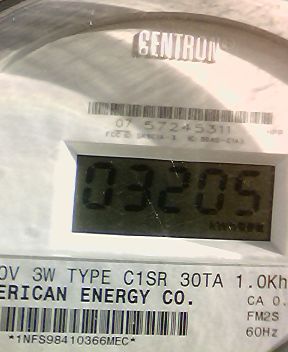 CENTRON®
07 57245311
03205
0V 3W TYPE C1SR 30TA 1.0Kh
ERICAN ENERGY CO.
CA 0.
FM2S
60Hz
*1NFS98410366MEC*